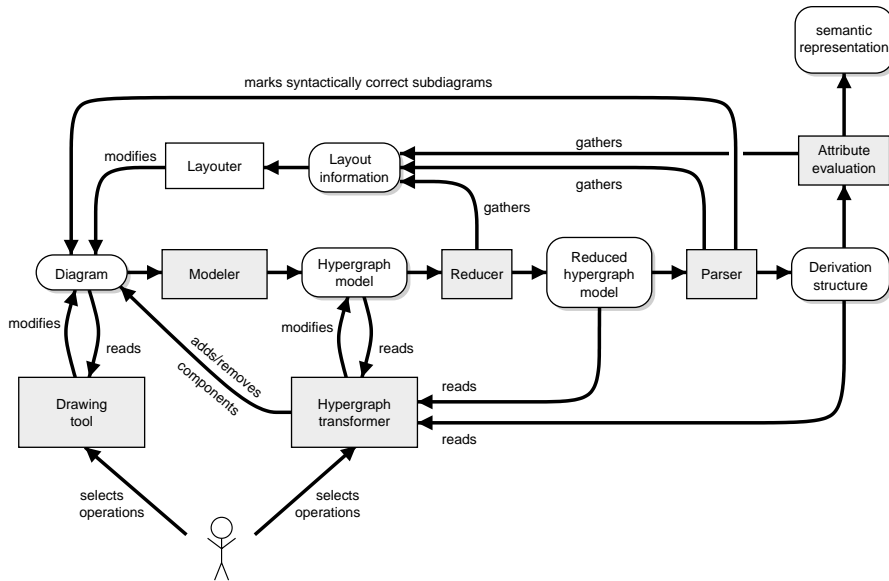 semantic
representation
marks syntactically correct subdiagrams
gathers
modifies
Layouter
Layout
information
Attribute
evaluation
gathers
gathers
Diagram
Modeler
Hypergraph
model
Reducer
Reduced
hypergraph
model
Parser
Derivation
structure
modifies
reads
adds/removes
components
modifies
reads
reads
Drawing
tool
Hypergraph
transformer
reads
selects
operations
selects
operations